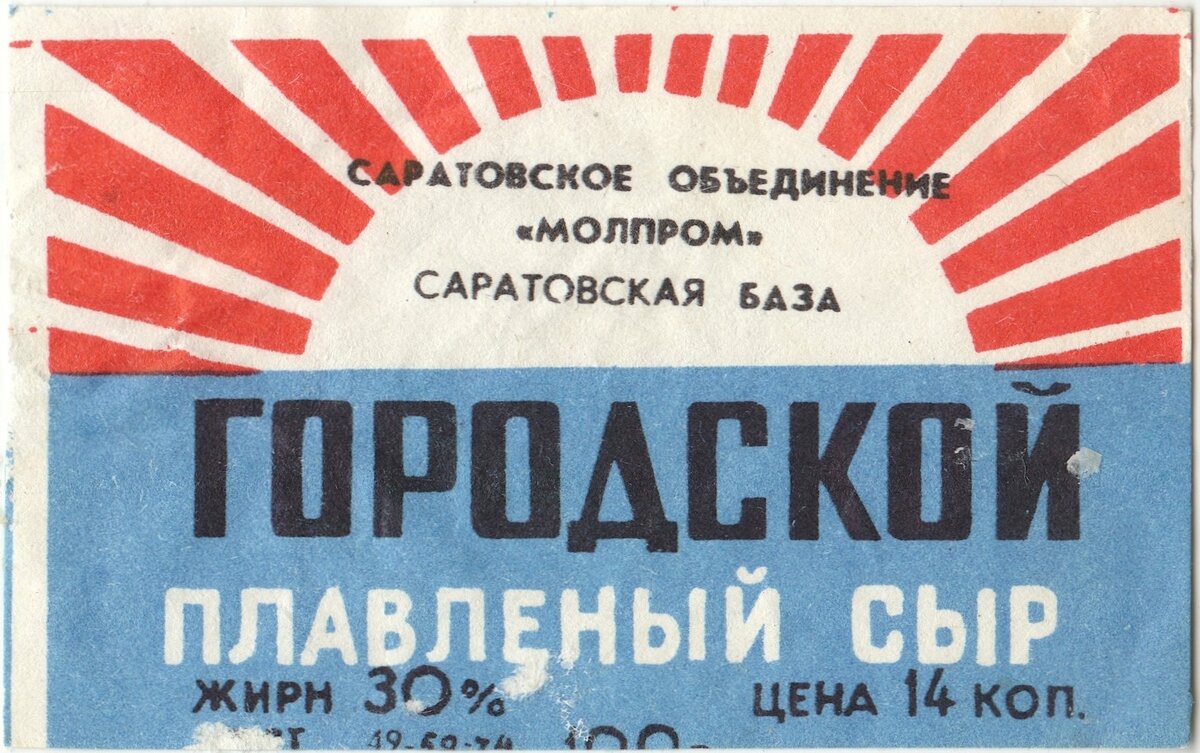 САРАТОВСКОЕ ОБЪЕДИНЕНИЕ
«МОЛПРОМ»
САРАТОВСКАЯ БАЗА
ГОРОДСКОЙ
ПЛАВЛЕНЫЙ СЫР
ЖИРН 30% ЦЕНА 14 КОП.